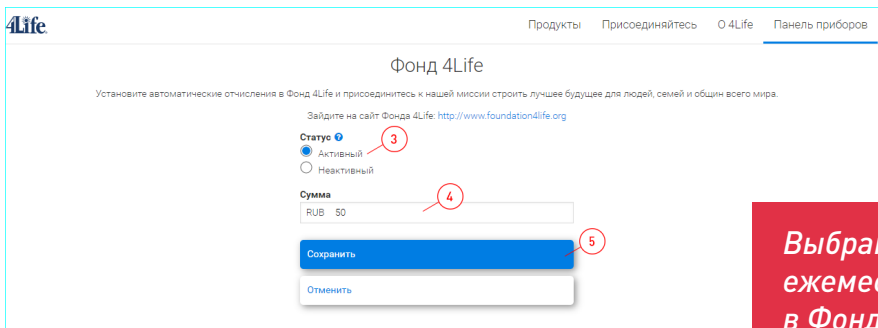 4Life
Продукты Присоединяйтесь О 4Life Панель приборов
Фонд 4Life
Установите автоматические отчисления в Фонд 4Life и присоединитесь к нашей миссии строить лучшее будущее для людей, семей и общин всего мира.
Зайдите на сайт Фонда 4Life: http://www.foundation4life.org
Статус ?
3
Активный
Неактивный
Сумма
4
RUB 50
5
Сохранить
Отменить
в Фонд